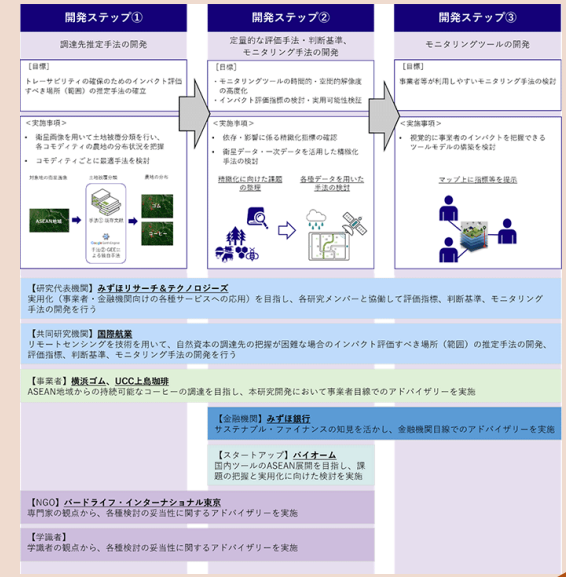 開発ステップ①
開発ステップ②
開発ステップ③
調達先推定手法の開発
定量的な評価手法・判断基準、
モニタリング手法の開発
モニタリングツールの開発
[目標]
トレーサビリティの確保のためのインパクト評価
すべき場所（範囲）の推定手法の確立
[目標]
・モニタリングツールの時間的・空間的解像度
の高度化
・インパクト評価指標の検討・実用可能性検証
[目標]
事業者等が利用しやすいモニタリング手法の検討
＜実施事項＞
• 衛星画像を用いて土地被覆分類を行い、
各コモディティの農地の分布状況を把握
• コモディティごとに最適手法を検討
対象地の衛星画像
土地被覆分類
農地の分布
ASEAN地域
手法① 論文実績
手法②GEEに
よる独自手法
ゴム
コーヒー
＜実施事項＞
• 依存・影響に係る精緻化指標の確認
• 衛星データ・一次データを活用した精緻化
手法の検討
精緻化に向けた課題
の整理
各種データを用いた
手法の検討
＜実施事項＞
• 視覚的に事業者のインパクトを把握できる
ツールモデルの構築を検討
マップ上に指標等を提示
【研究代表機関】みずほリサーチ＆テクノロジーズ
実用化（事業者・金融機関向けの各種サービスへの応用）を目指し、各研究メンバーと協働して評価指標、判断基準、モニタリング
手法の開発を行う
【共同研究機関】国際航業
リモートセンシングを技術を用いて、自然資本の調達先の把握が困難な場合のインパクト評価すべき場所（範囲）の推定手法の開発、
評価指標、判断基準、モニタリング手法の開発を行う
【事業者】横浜ゴム、UCC上島珈琲
ASEAN地域からの持続可能なコーヒーの調達を目指し、本研究開発において事業者目線でのアドバイザリーを実施
【金融機関】みずほ銀行
サステナブル・ファイナンスの知見を活かし、金融機関目線でのアドバイザリーを実施
【スタートアップ】バイオーム
国内ツールのASEAN展開を目指し、課
題の把握と実用化に向けた検討を実施
【NGO】バードライフ・インターナショナル東京
専門家の観点から、各種検討の妥当性に関するアドバイザリーを実施
【学識者】
学識者の観点から、各種検討の妥当性に関するアドバイザリーを実施